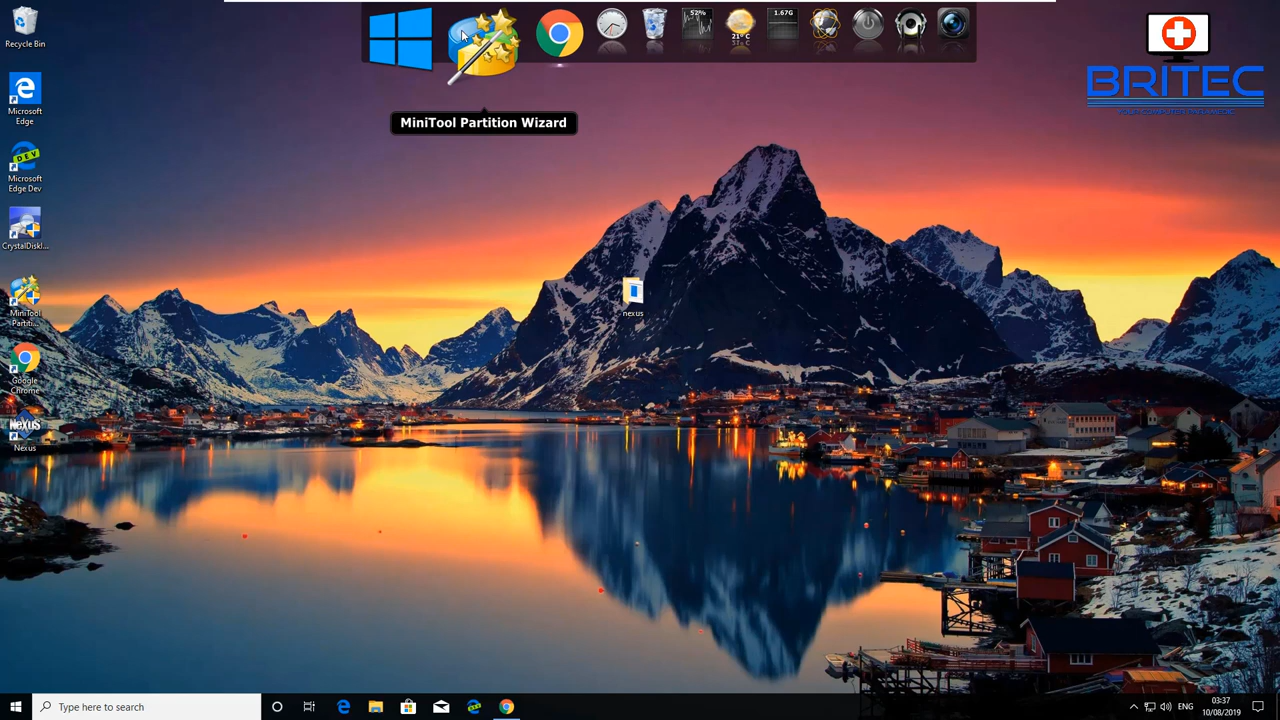 Recycle Bin
Microsoft
Edge
DEV
Microsoft
Edge Dev
CrystalDiskI...
MiniTool
Partiti...
Google
Chrome
NEXUS
Nexus
52%
21° C
1.67G
MiniTool Partition Wizard
BRITEC
nexus
Type here to search
ENG
03:37
10/08/2019